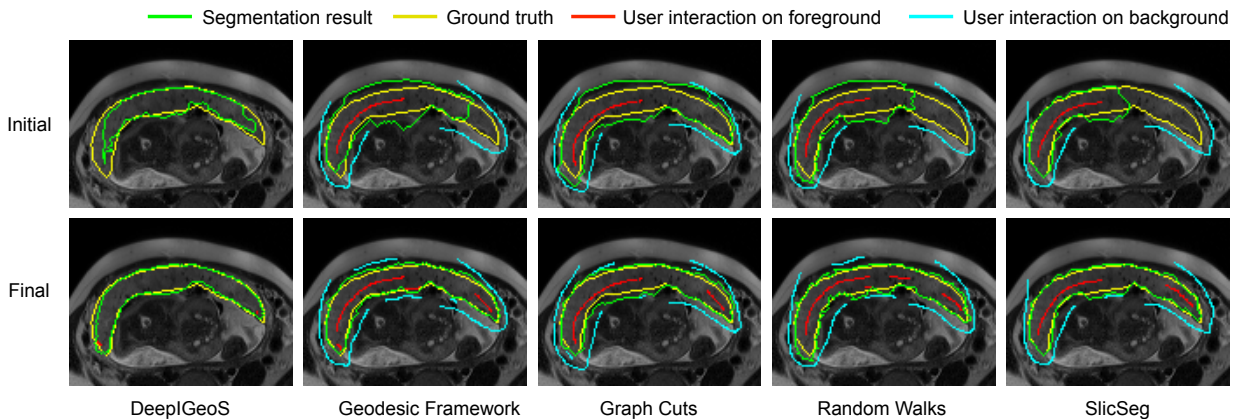 Segmentation result Ground truth User interaction on foreground User interaction on background
Initial
Final
DeepIGeoS Geodesic Framework Graph Cuts Random Walks SlicSeg